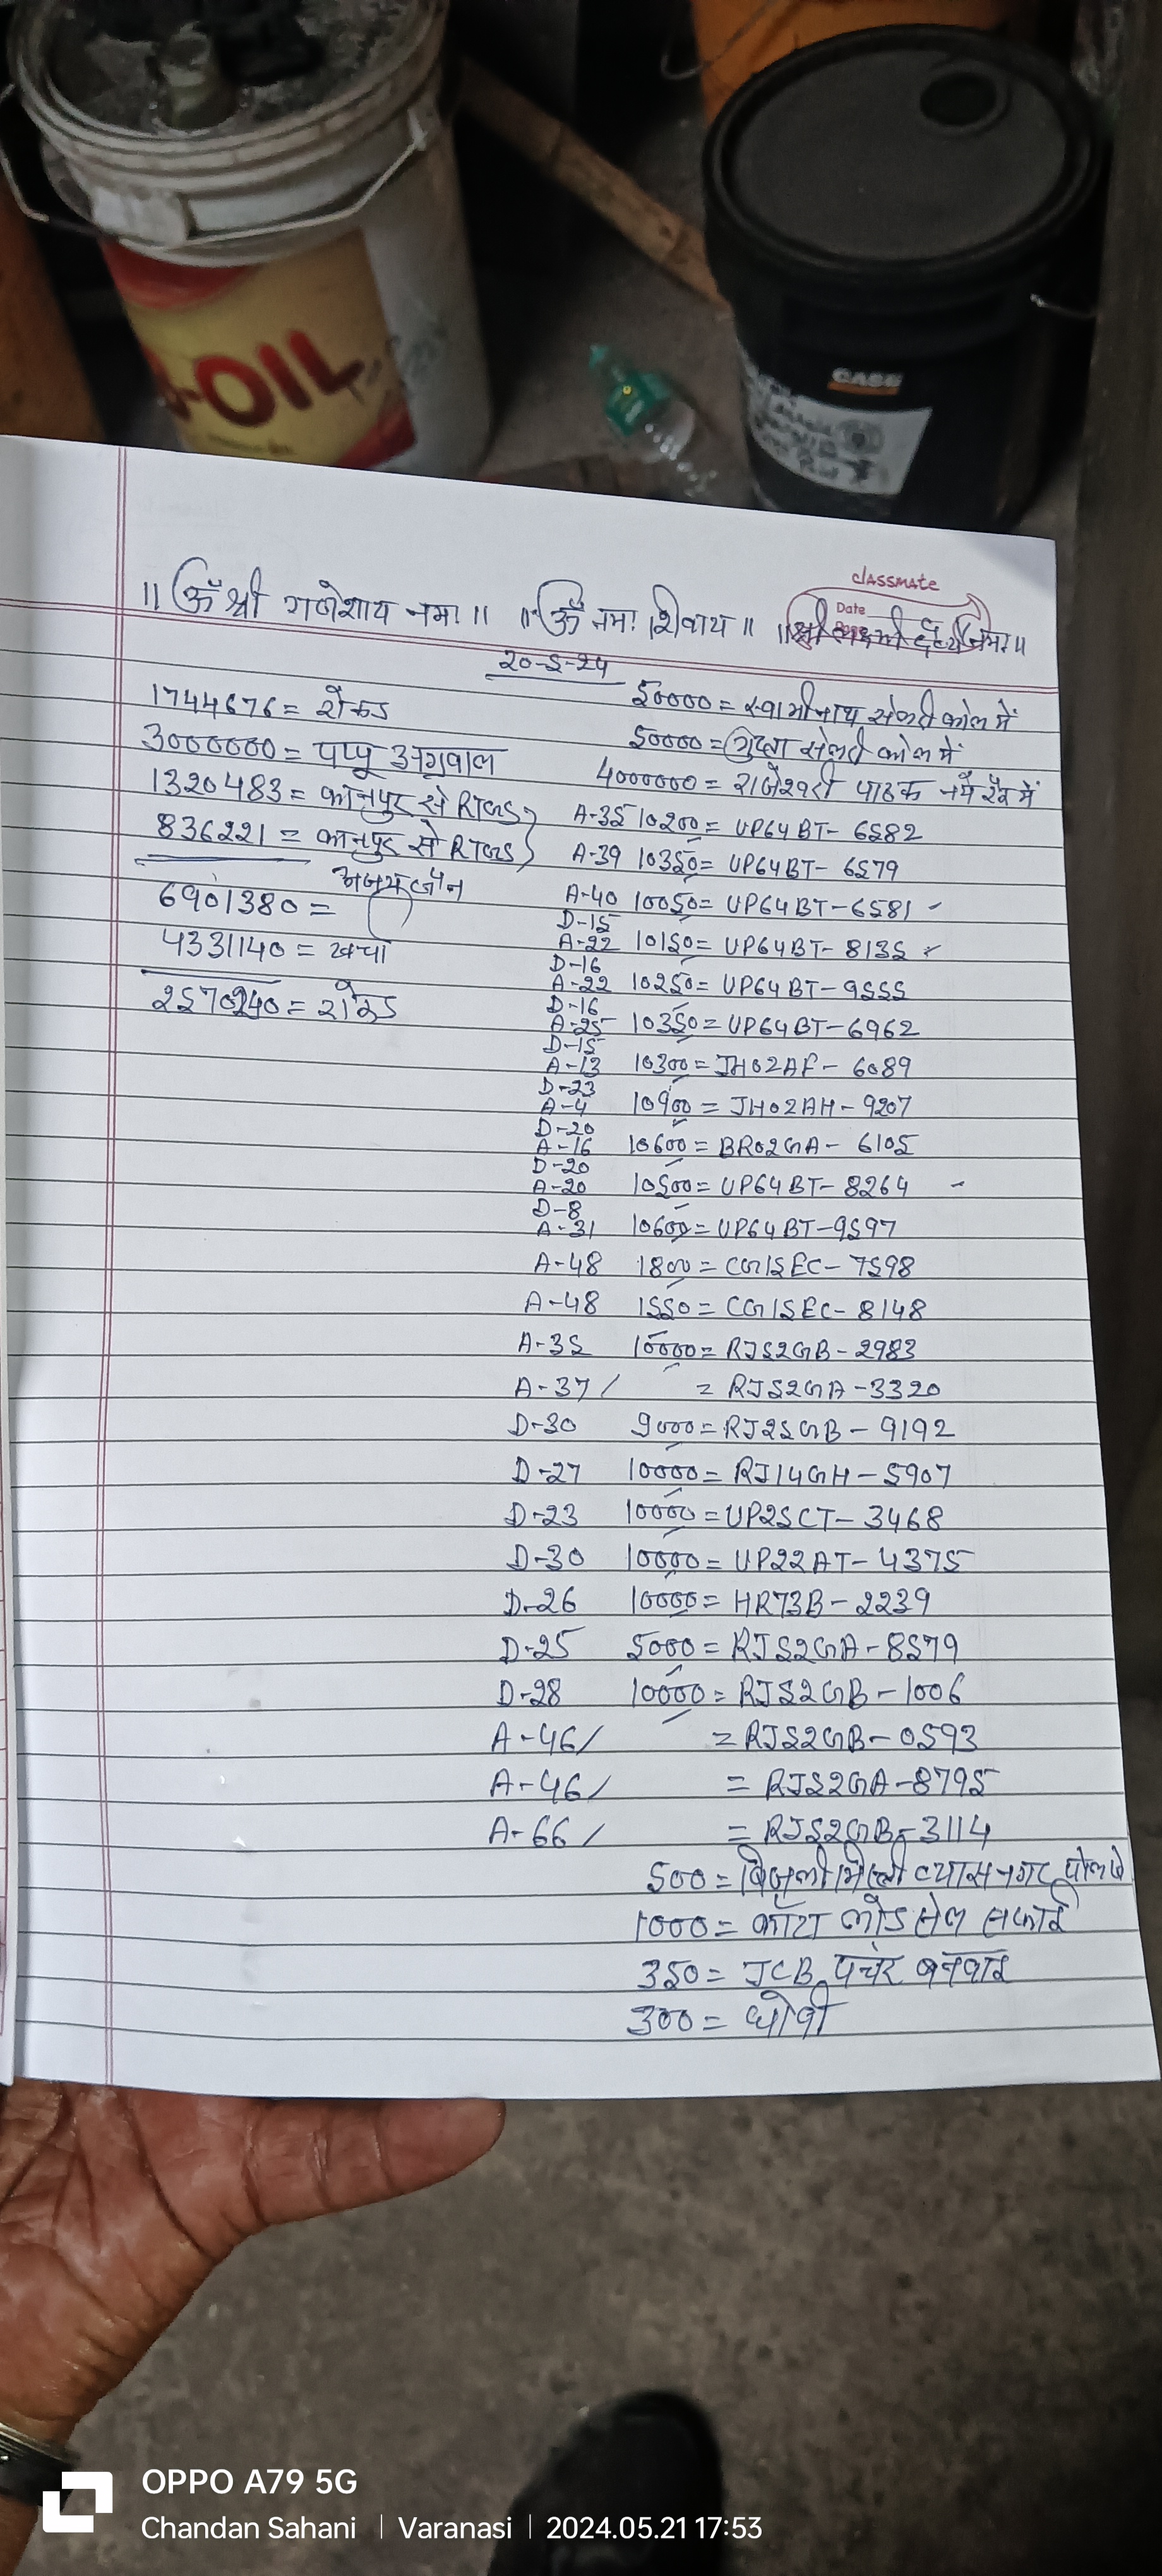 -OIL
CASE
classmate
Date
Page
॥ ॐ श्री गणेशाय नमः ॥ ॥ ॐ नमः शिवाय ॥ ॥ श्री लक्ष्मी नमः ॥
20-5-24
1744676 = रोकड
3000000 = पप्पू अग्रवाल
1320483 = कानपुर से RTGS
836221 = कानपुर से RTGS
अजय जैन
6901380 =
4331140 = खर्चा
2570240 = रोकड
50000 = स्वामीनाथ सेलरी कोल में
50000 = गुप्ता सेलरी कोल में
4000000 = राजेश्वरी पाठक नमे रैक में
A-35 10200 = UP64BT-6582
A-39 10350 = UP64BT-6579
A-40 10050 = UP64BT-6581
D-15
A-22 10150 = UP64BT-8135
D-16
A-22 10250 = UP64BT-9555
D-16
A-25 10350 = UP64BT-6962
D-15
A-13 10300 = JH02AF-6089
D-23
A-4 10900 = JH02AH-9207
D-20
A-16 10600 = BR02GA-6105
D-20
A-20 10500 = UP64BT-8264
D-8
A-31 10600 = UP64BT-9597
A-48 1800 = CG15EC-7598
A-48 1550 = CG15EC-8148
A-35 10000 = RJ52GB-2983
A-37 / = RJ52GA-3320
D-30 9000 = RJ25GB-9192
D-27 10000 = RJ14GH-5907
D-23 10000 = UP25CT-3468
D-30 10000 = UP22AT-4375
D-26 10000 = HR73B-2239
D-25 5000 = RJ52GA-8579
D-28 10000 = RJ52GB-1006
A-46 / = RJ52GB-0593
A-46 / = RJ52GA-8795
A-66 / = RJ52GB-3114
500 = बिजली मिस्त्री व्यासनगर पोल पे
1000 = काँटा लोड सेल सफाई
350 = JCB पंचर बनवाई
300 = धोबी
OPPO A79 5G
Chandan Sahani | Varanasi | 2024.05.21 17:53